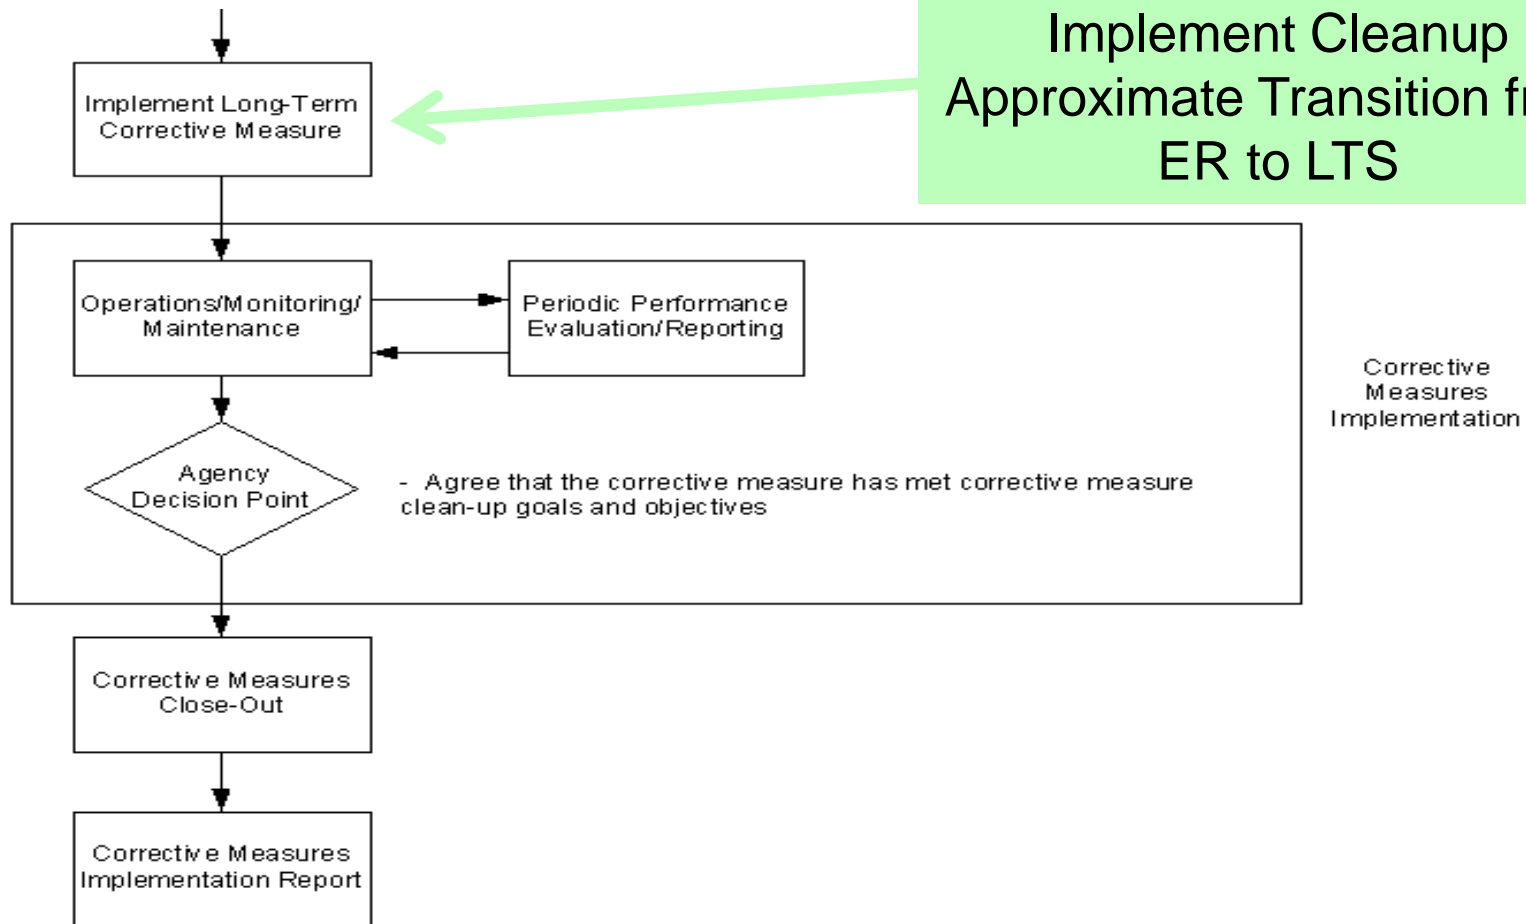 Implement Cleanup
Approximate Transition
ER to LTS
Implement Long-Term
Corrective Measure
Operations/Monitoring/
Maintenance
Periodic Performance
Evaluation/Reporting
Corrective
Measures
Implementation
Agency
Decision Point
- Agree that the corrective measure has met corrective measure
clean-up goals and objectives
Corrective Measures
Close-Out
Corrective Measures
Implementation Report